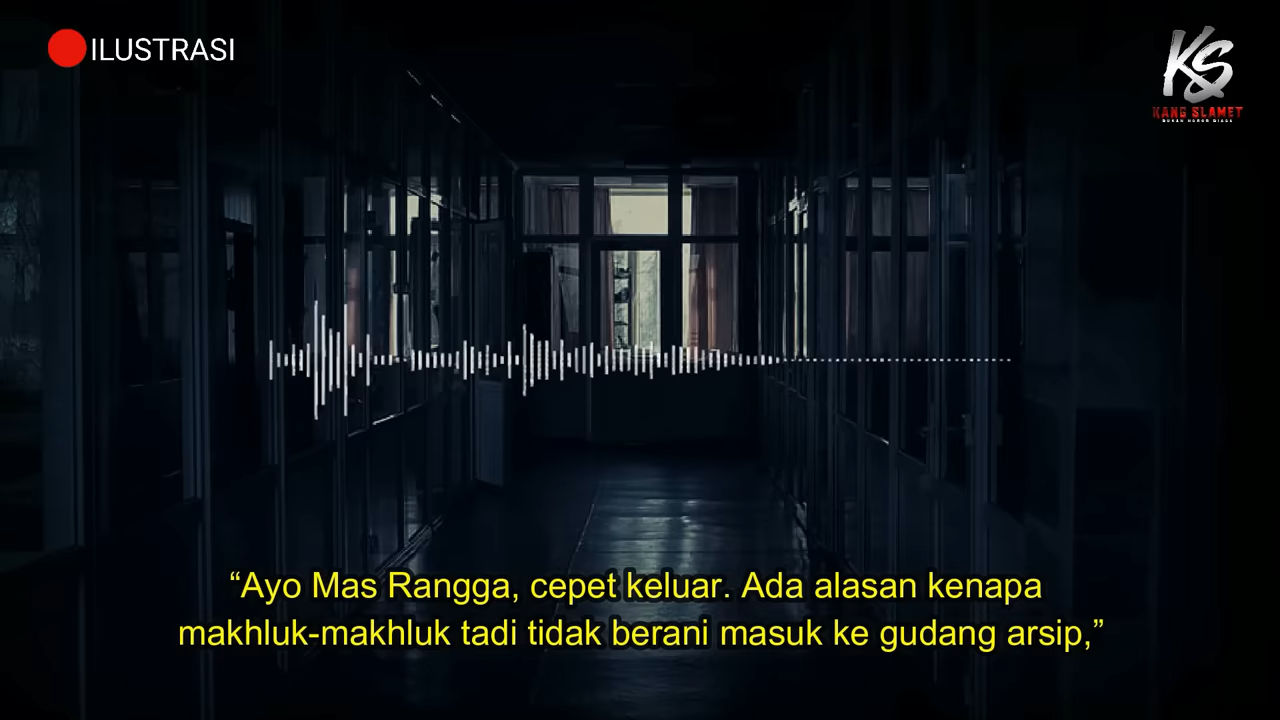 ILUSTRASI
KS
KANG SLAMET
“Ayo Mas Rangga, cepet keluar. Ada alasan kenapa
makhluk-makhluk tadi tidak berani masuk ke gudang arsip,”